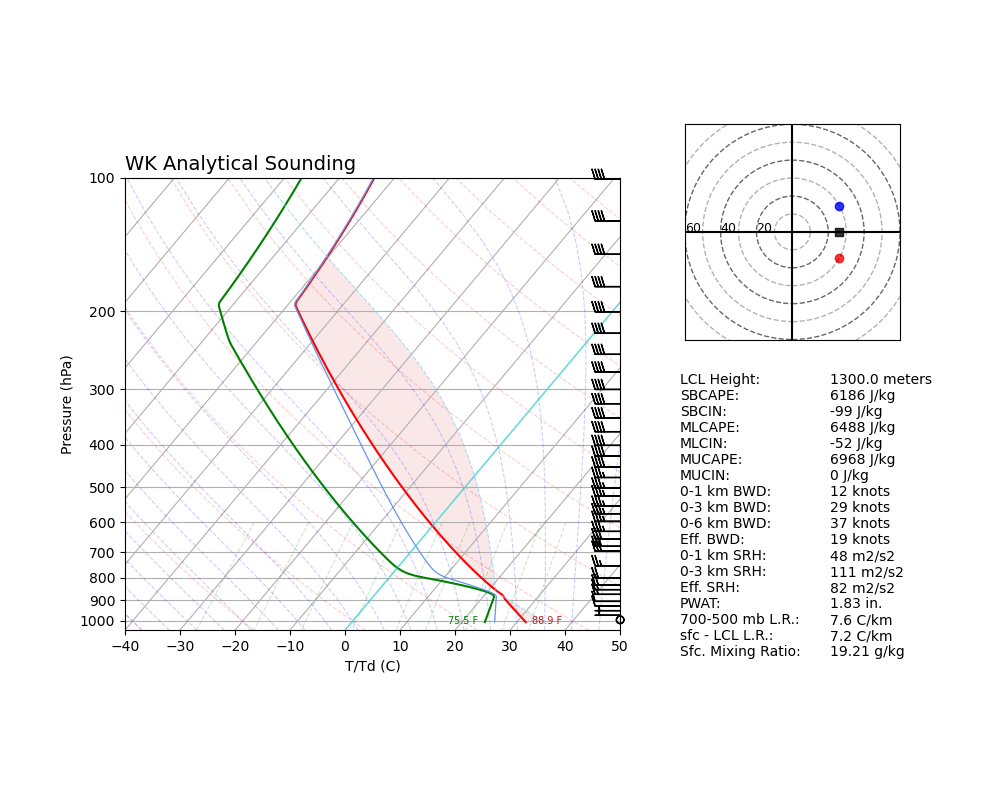 WK Analytical Sounding
100
200
300
400
500
600
700
800
900
1000
Pressure (hPa)
75.5 F
88.9 F
−40
−30
−20
−10
0
10
20
30
40
50
T/Td (C)
60
40
20
LCL Height: 1300.0 meters
SBCAPE: 6186 J/kg
SBCIN: -99 J/kg
MLCAPE: 6488 J/kg
MLCIN: -52 J/kg
MUCAPE: 6968 J/kg
MUCIN: 0 J/kg
0-1 km BWD: 12 knots
0-3 km BWD: 29 knots
0-6 km BWD: 37 knots
Eff. BWD: 19 knots
0-1 km SRH: 48 m2/s2
0-3 km SRH: 111 m2/s2
Eff. SRH: 82 m2/s2
PWAT: 1.83 in.
700-500 mb L.R.: 7.6 C/km
sfc - LCL L.R.: 7.2 C/km
Sfc. Mixing Ratio: 19.21 g/kg